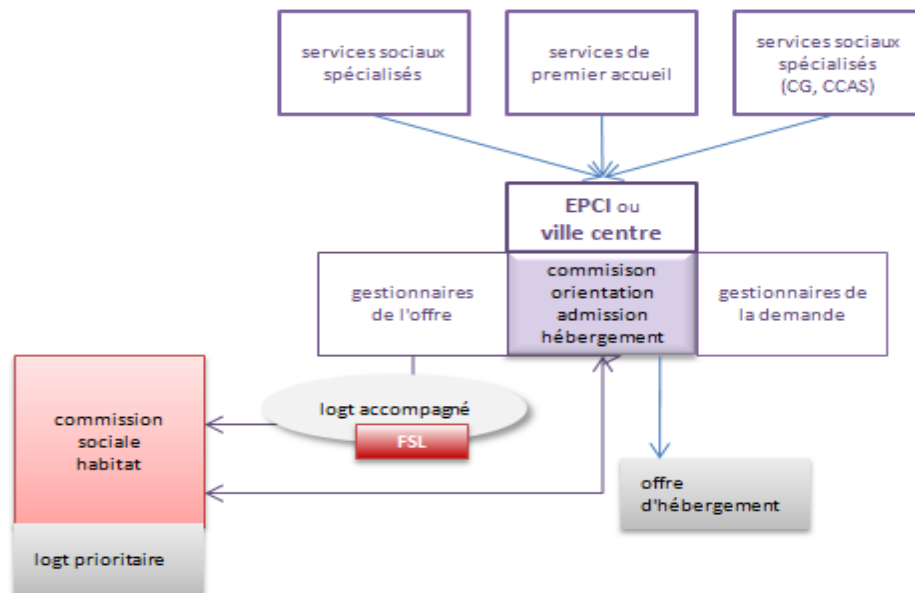 services sociaux
spécialisés
services de
premier accueil
services sociaux
spécialisés
(CG, CCAS)
EPCI ou
ville centre
gestionnaires
de l'offre
commisison
orientation
admission
hébergement
gestionnaires de
la demande
logt accompagné
FSL
commission
sociale
habitat
offre
d'hébergement
logt prioritaire